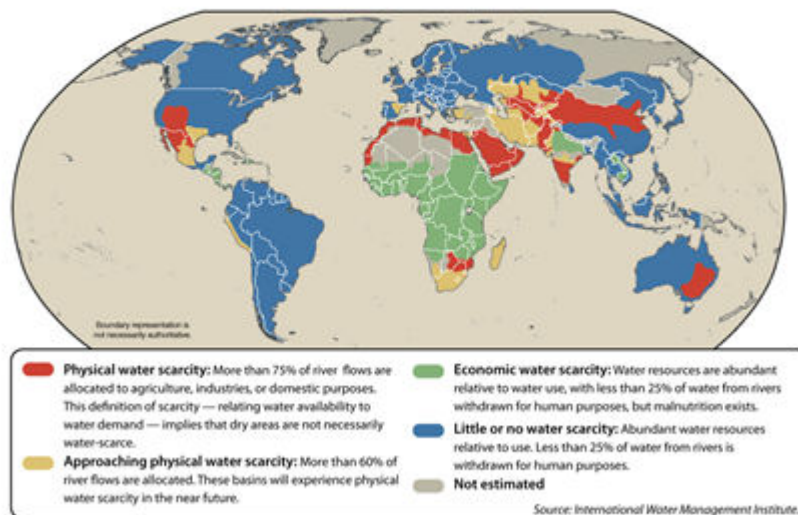 Boundary representation is
not necessarily authoritative.
Physical water scarcity: More than 75% of river flows are
allocated to agriculture, industries, or domestic purposes.
This definition of scarcity — relating water availability to
water demand — implies that dry areas are not necessarily
water-scarce.
Approaching physical water scarcity: More than 60% of
river flows are allocated. These basins will experience physical
water scarcity in the near future.
Economic water scarcity: Water resources are abundant
relative to water use, with less than 25% of water from rivers
withdrawn for human purposes, but malnutrition exists.
Little or no water scarcity: Abundant water resources
relative to use. Less than 25% of water from rivers is
withdrawn for human purposes.
Not estimated
Source: International Water Management Institute.